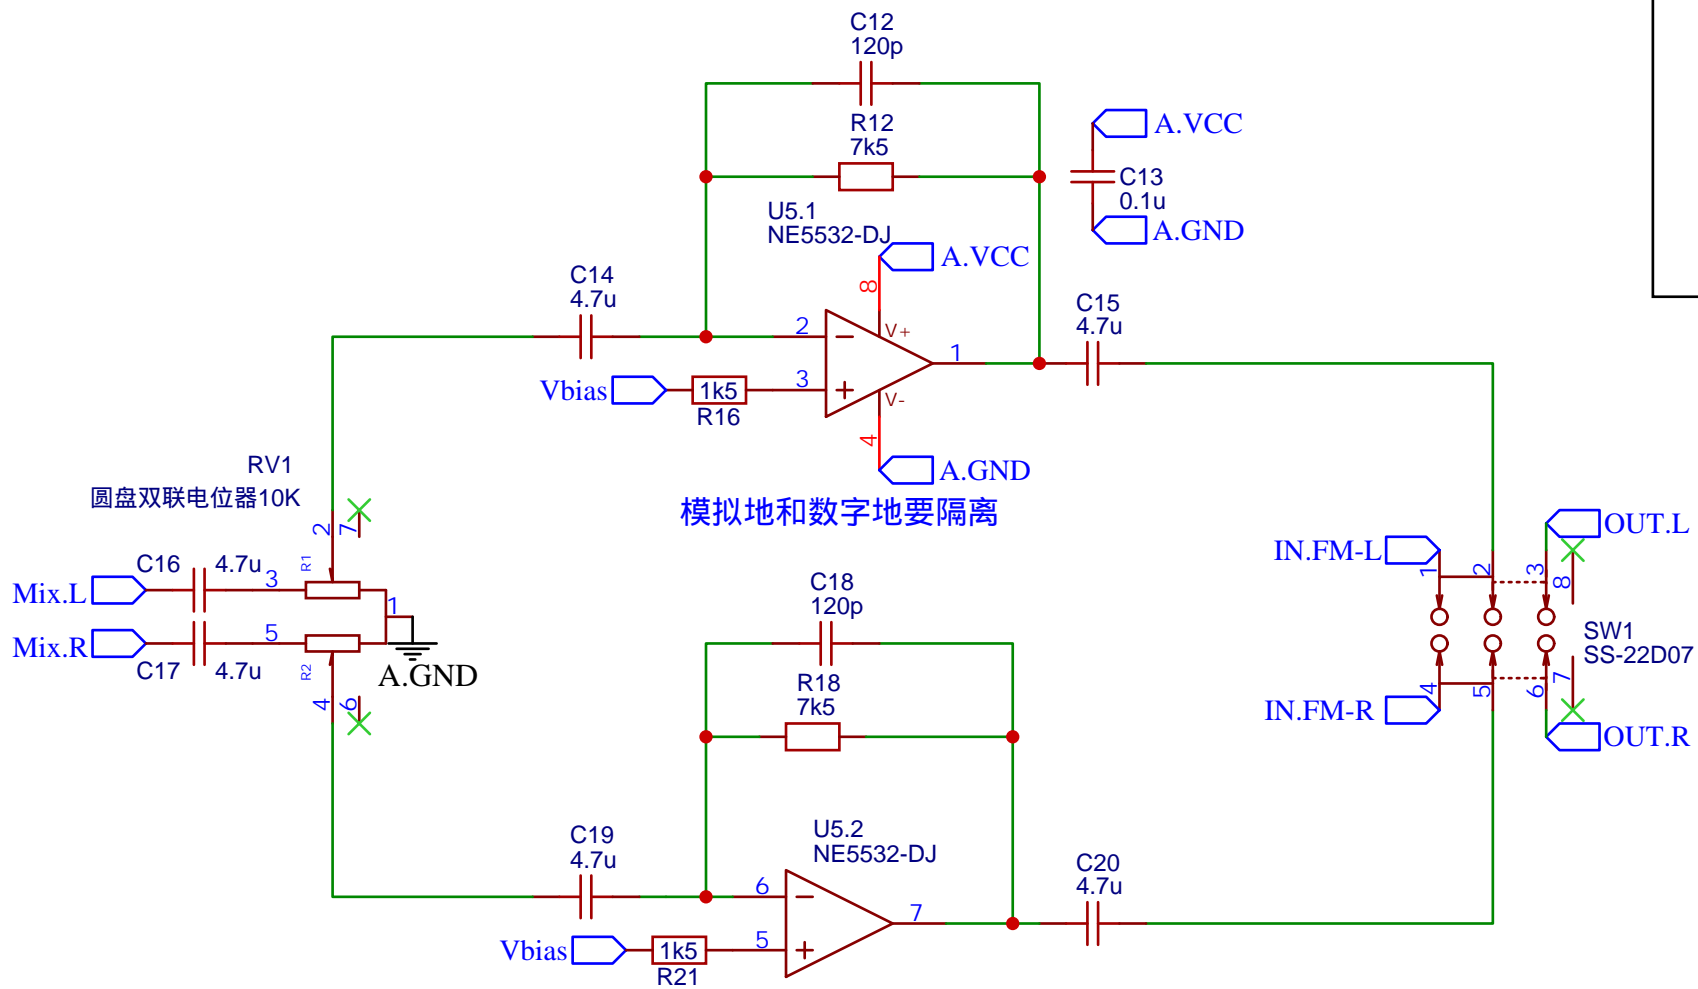 C12
120p
R12
7k5
A.VCC
C13
0.1u
A.GND
U5.1
NE5532-DJ
A.VCC
8
V+
C14
4.7u
2
1
C15
4.7u
Vbias
1k5
R16
3
V-
4
A.GND
模拟地和数字地要隔离
RV1
圆盘双联电位器10K
2
7
R1
C16
4.7u
3
Mix.L
1
Mix.R
5
C17
4.7u
R2
A.GND
4
6
IN.FM-L
1
2
3
8
OUT.L
SW1
SS-22D07
IN.FM-R
4
5
6
7
OUT.R
C18
120p
R18
7k5
U5.2
NE5532-DJ
C19
4.7u
6
7
C20
4.7u
Vbias
1k5
R21
5